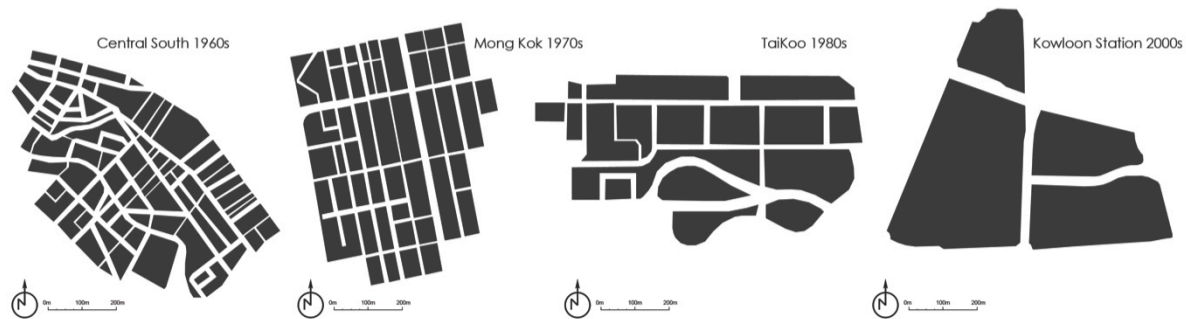 Central South 1960s
Mong Kok 1970s
TaiKoo 1980s
Kowloon Station 2000s
N
0m 100m 200m
N
0m 100m 200m
N
0m 100m 200m
N
0m 100m 200m